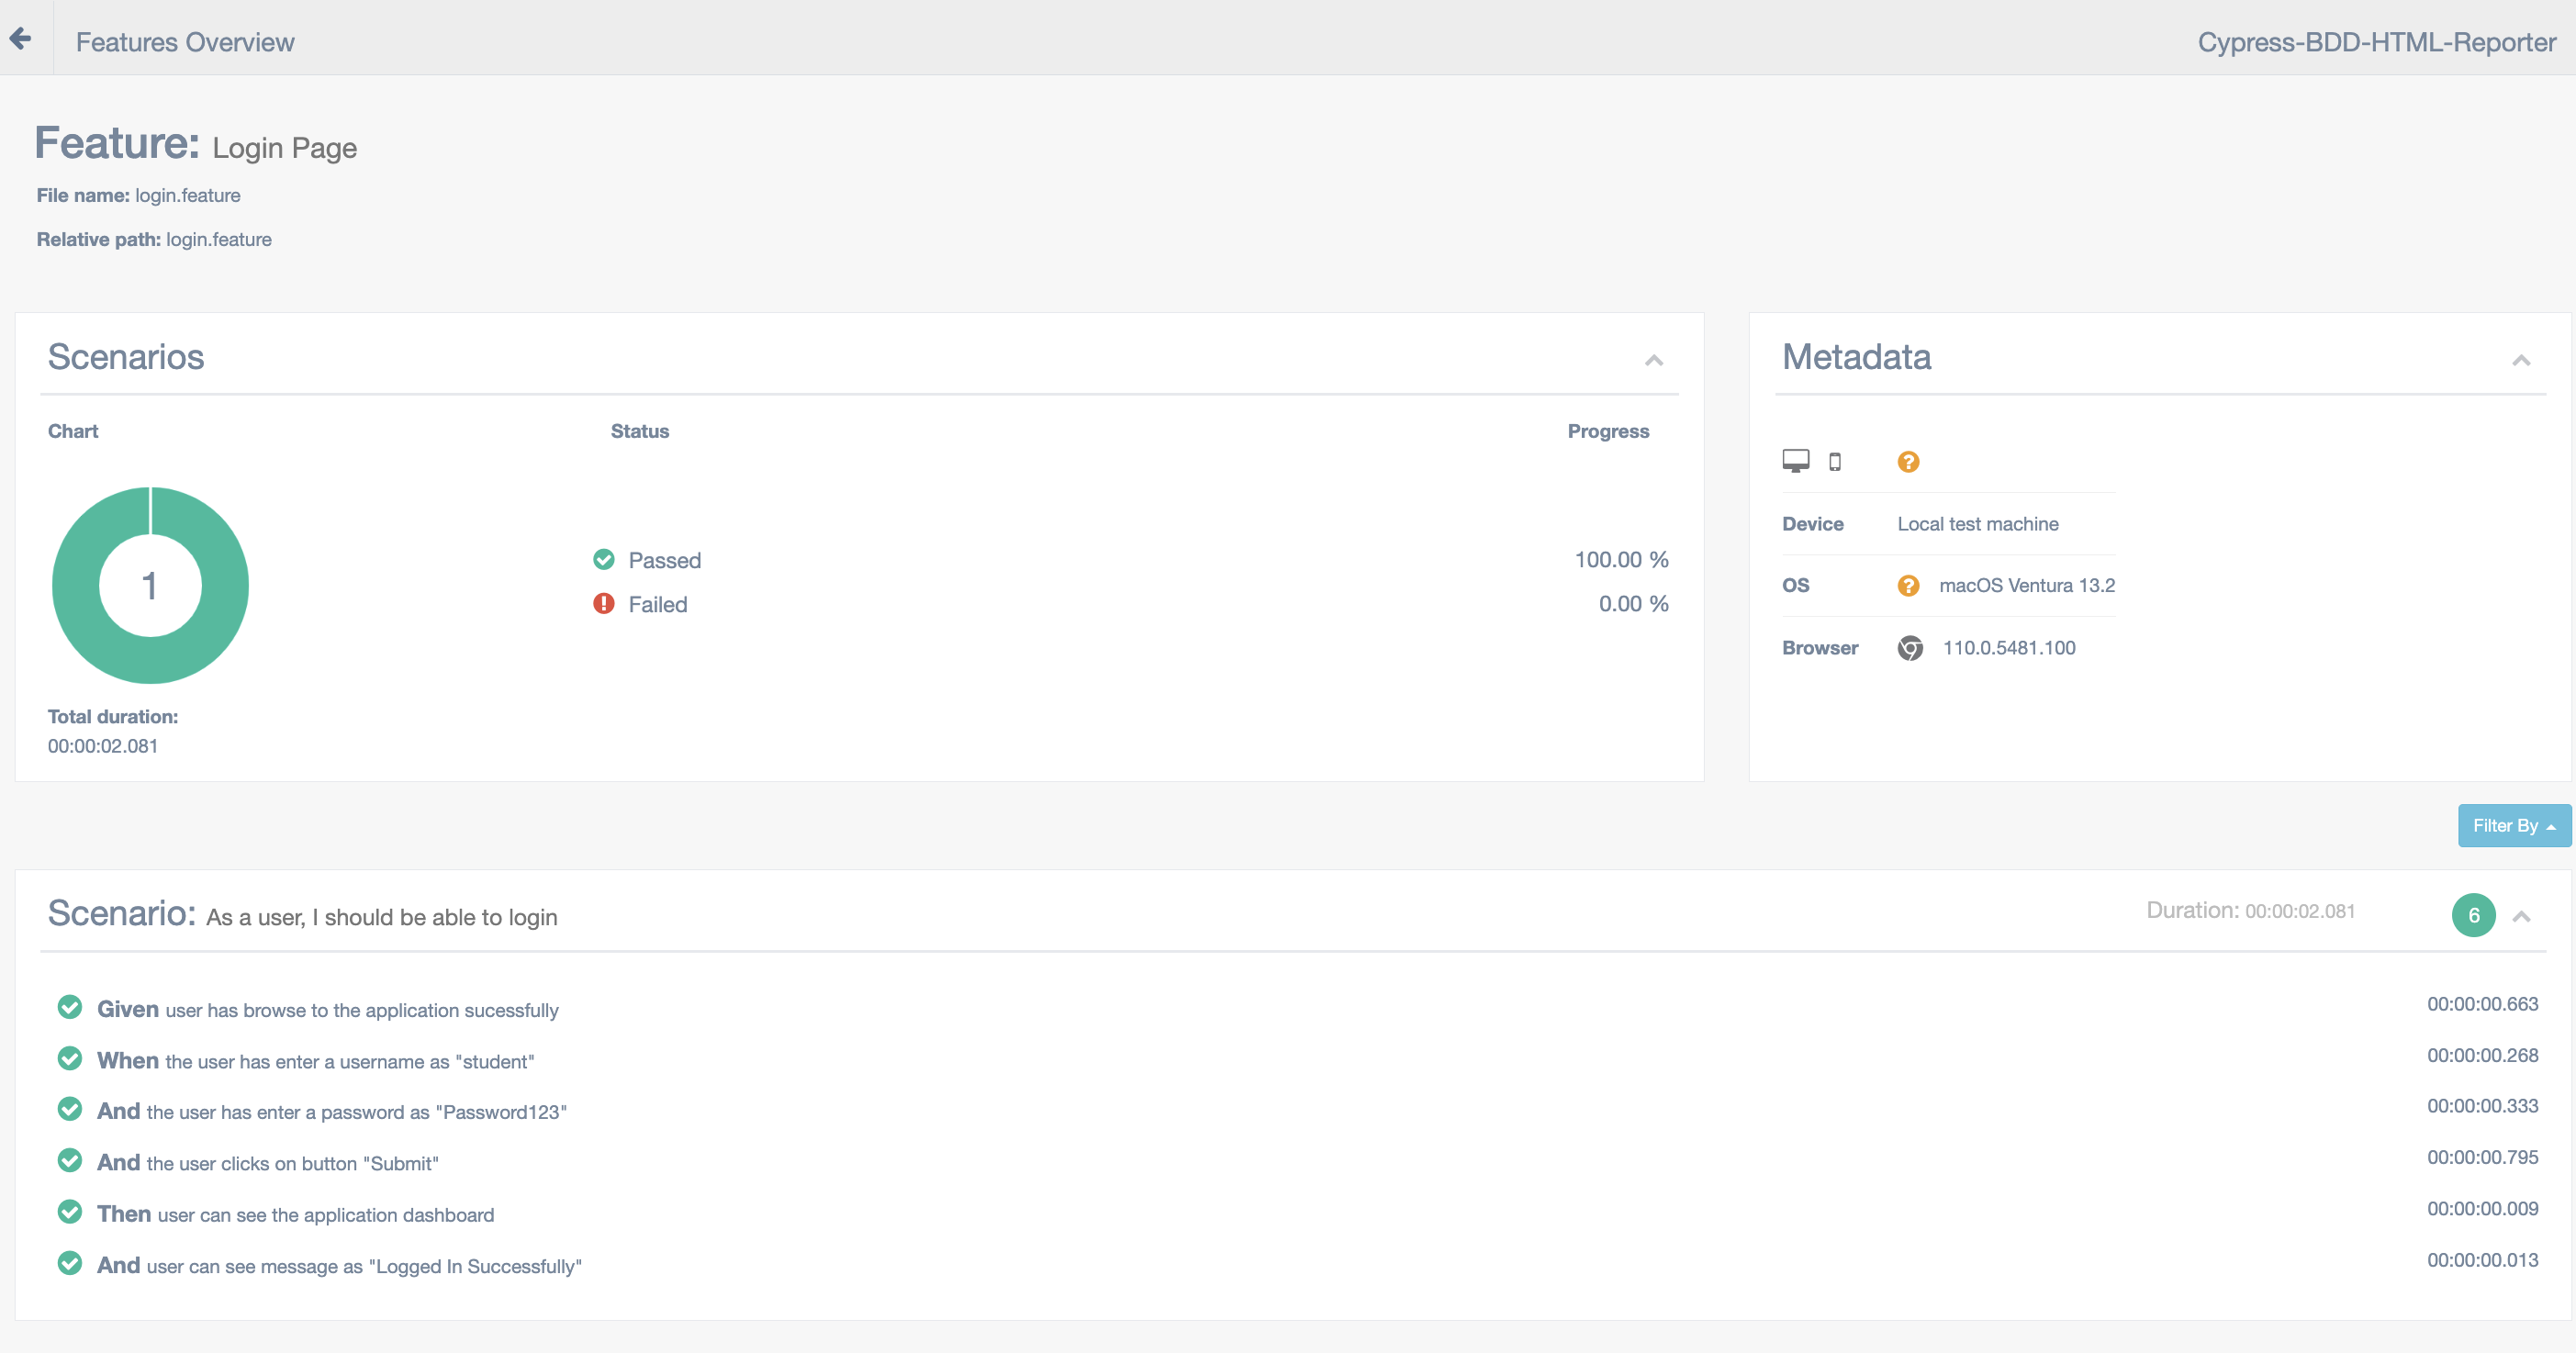 Features Overview
Cypress-BDD-HTML-Reporter
Feature: Login Page
File name: login.feature
Relative path: login.feature
Scenarios
Chart
Status
Progress
1
Passed
100.00 %
Failed
0.00 %
Total duration:
00:00:02.081
Metadata
Device
Local test machine
OS
macOS Ventura 13.2
Browser
110.0.5481.100
Filter By
Scenario: As a user, I should be able to login
Duration: 00:00:02.081
6
Given user has browse to the application sucessfully
00:00:00.663
When the user has enter a username as "student"
00:00:00.268
And the user has enter a password as "Password123"
00:00:00.333
And the user clicks on button "Submit"
00:00:00.795
Then user can see the application dashboard
00:00:00.009
And user can see message as "Logged In Successfully"
00:00:00.013